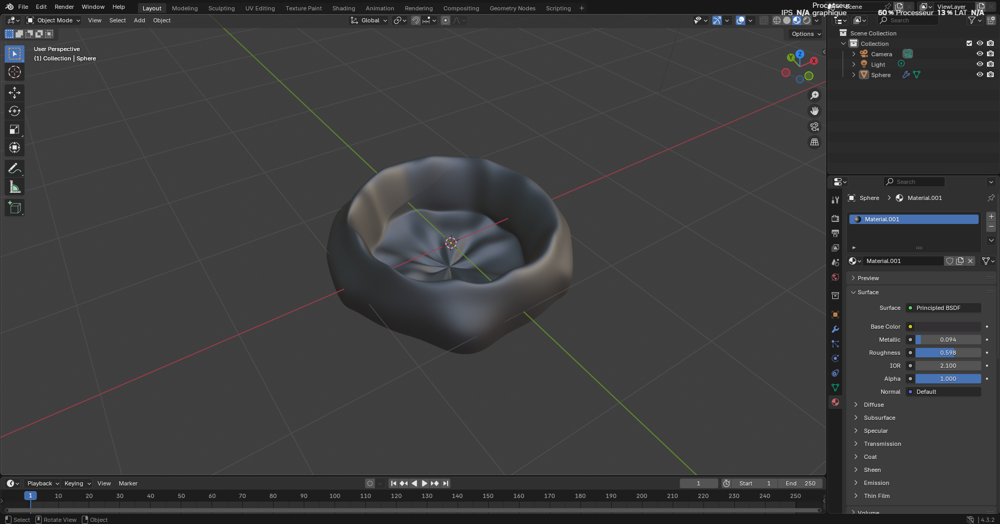 File Edit Render Window Help
Layout Modeling Sculpting UV Editing Texture Paint Shading Animation Rendering Compositing Geometry Nodes Scripting +
Scene
ViewLayer
IPS N/A Processeur graphique 60 % Processeur 13 % LAT N/A
Object Mode View Select Add Object
Global
Search
Options
User Perspective
(1) Collection | Sphere
Z
Y
X
Scene Collection
Collection
Camera
Light
Sphere
Search
Sphere > Material.001
Material.001
Material.001
Preview
Surface
Surface Principled BSDF
Base Color
Metallic 0.094
Roughness 0.598
IOR 2.100
Alpha 1.000
Normal Default
Diffuse
Subsurface
Specular
Transmission
Coat
Sheen
Emission
Thin Film
Volume
Playback Keying View Marker
1 Start 1 End 250
1 10 20 30 40 50 60 70 80 90 100 110 120 130 140 150 160 170 180 190 200 210 220 230 240 250
Select Rotate View Object
4.3.2